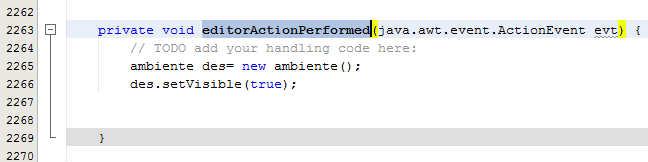 2262
2263 private void editorActionPerformed(java.awt.event.ActionEvent evt) {
2264 // TODO add your handling code here:
2265 ambiente des= new ambiente();
2266 des.setVisible(true);
2267
2268
2269 }
2270